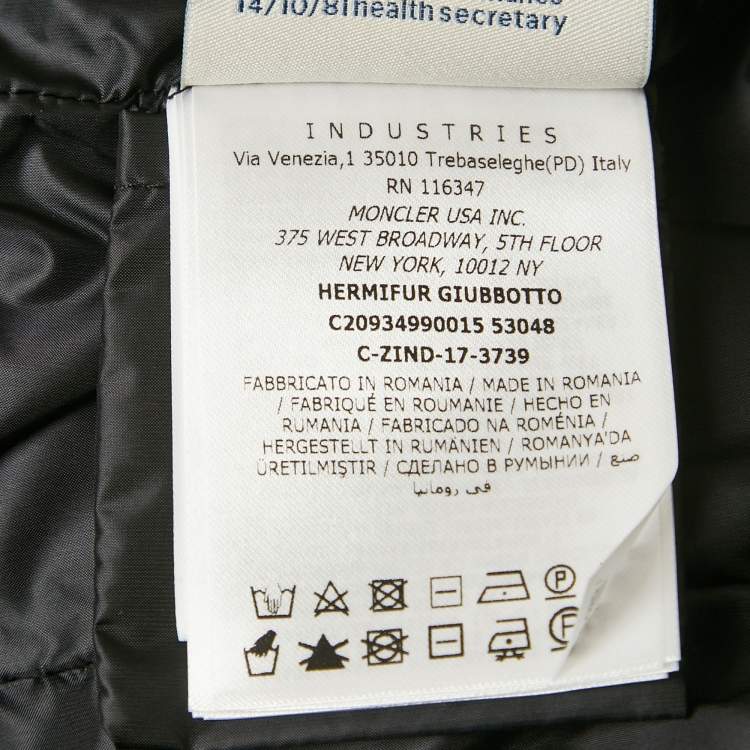 14/10/81 health secretary
INDUSTRIES
Via Venezia,1 35010 Trebaseleghe(PD) Italy
RN 116347
MONCLER USA INC.
375 WEST BROADWAY, 5TH FLOOR
NEW YORK, 10012 NY
HERMIFUR GIUBBOTTO
C20934990015 53048
C-ZIND-17-3739
FABBRICATO IN ROMANIA / MADE IN ROMANIA
/ FABRIQUÉ EN ROUMANIE / HECHO EN
RUMANIA / FABRICADO NA ROMÉNIA /
HERGESTELLT IN RUMÄNIEN / ROMANYA'DA
ÜRETILMIŞTIR / СДЕЛАНО В РУМЫНИИ / صنع
في رومانيا
P
F